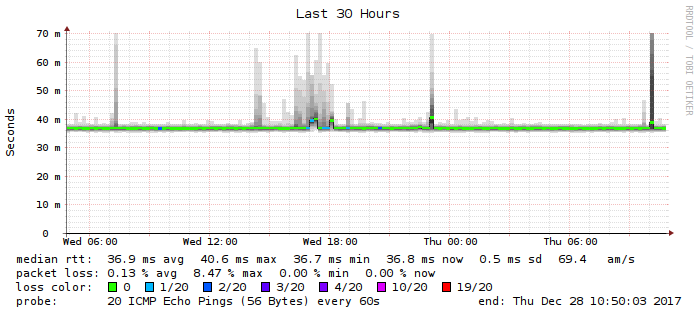 Last 30 Hours
RRDTOOL / TOBI OETIKER
Seconds
70 m
60 m
50 m
40 m
30 m
20 m
10 m
0
Wed 06:00 Wed 12:00 Wed 18:00 Thu 00:00 Thu 06:00
median rtt: 36.9 ms avg 40.6 ms max 36.7 ms min 36.8 ms now 0.5 ms sd 69.4 am/s
packet loss: 0.13 % avg 8.47 % max 0.00 % min 0.00 % now
loss color: 0 1/20 2/20 3/20 4/20 10/20 19/20
probe: 20 ICMP Echo Pings (56 Bytes) every 60s end: Thu Dec 28 10:50:03 2017